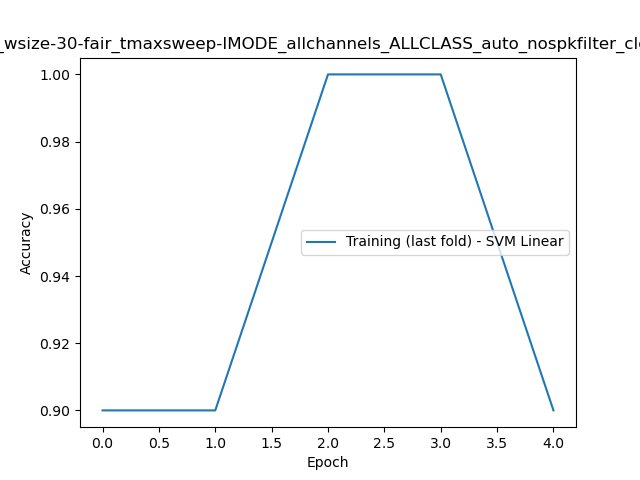 _wsize-30-fair_tmaxsweep-IMODE_allchannels_ALLCLASS_auto_nospkfilter_cl
1.00
0.98
0.96
0.94
0.92
0.90
Accuracy
Training (last fold) - SVM Linear
0.0 0.5 1.0 1.5 2.0 2.5 3.0 3.5 4.0
Epoch